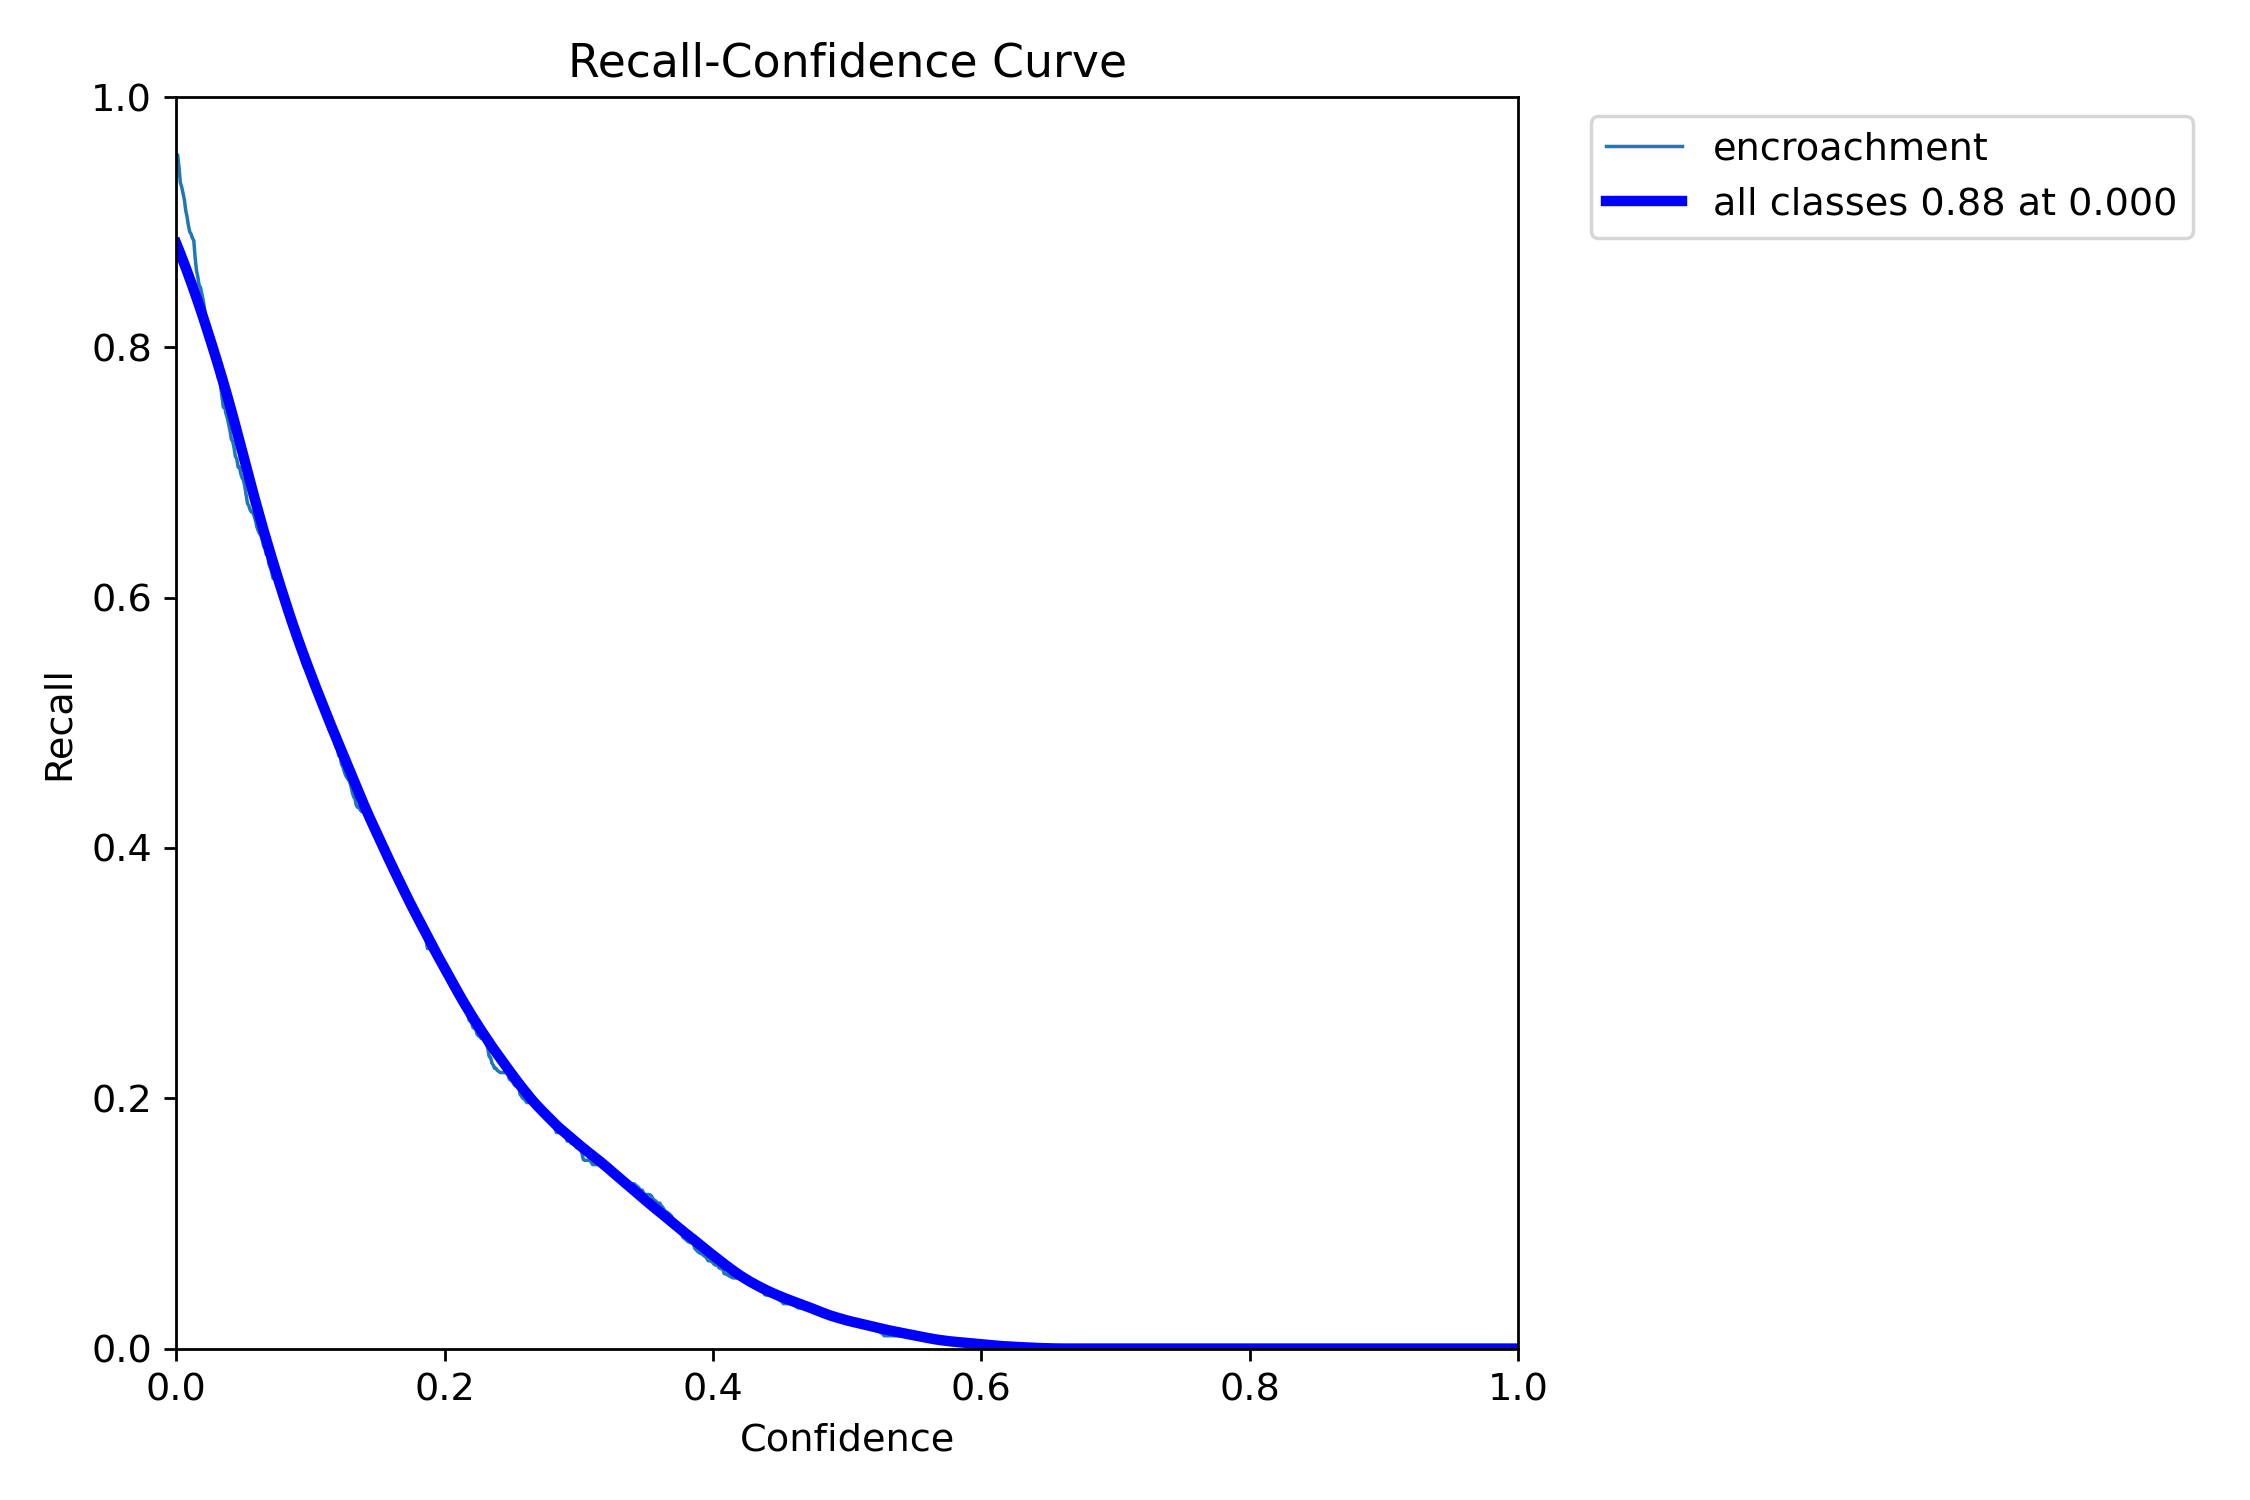 Recall-Confidence Curve
1.0
0.8
0.6
0.4
0.2
0.0
Recall
0.0 0.2 0.4 0.6 0.8 1.0
Confidence
encroachment
all classes 0.88 at 0.000